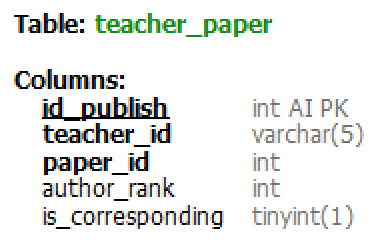 Table: teacher_paper
Columns:
id_publish int AI PK
teacher_id varchar(5)
paper_id int
author_rank int
is_corresponding tinyint(1)